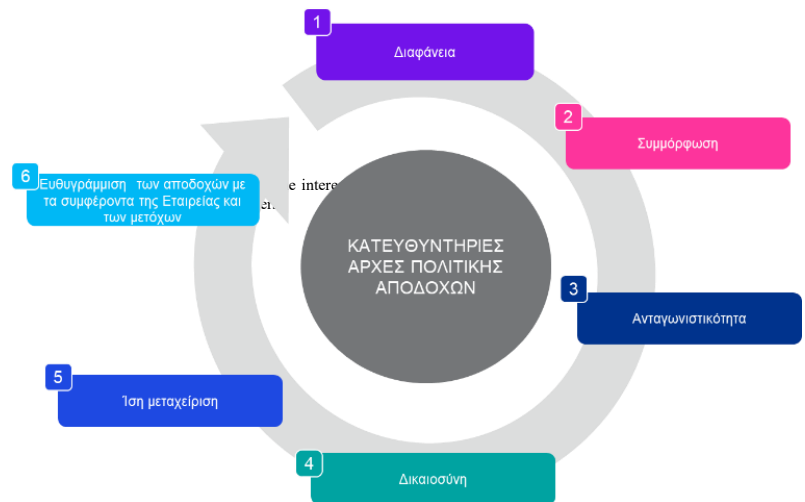 1
Διαφάνεια
2
Συμμόρφωση
3
Ανταγωνιστικότητα
4
Δικαιοσύνη
5
Ίση μεταχείριση
6
Ευθυγράμμιση των αποδοχών με
τα συμφέροντα της Εταιρείας και
των μετόχων
ΚΑΤΕΥΘΥΝΤΗΡΙΕΣ
ΑΡΧΕΣ ΠΟΛΙΤΙΚΗΣ
ΑΠΟΔΟΧΩΝ